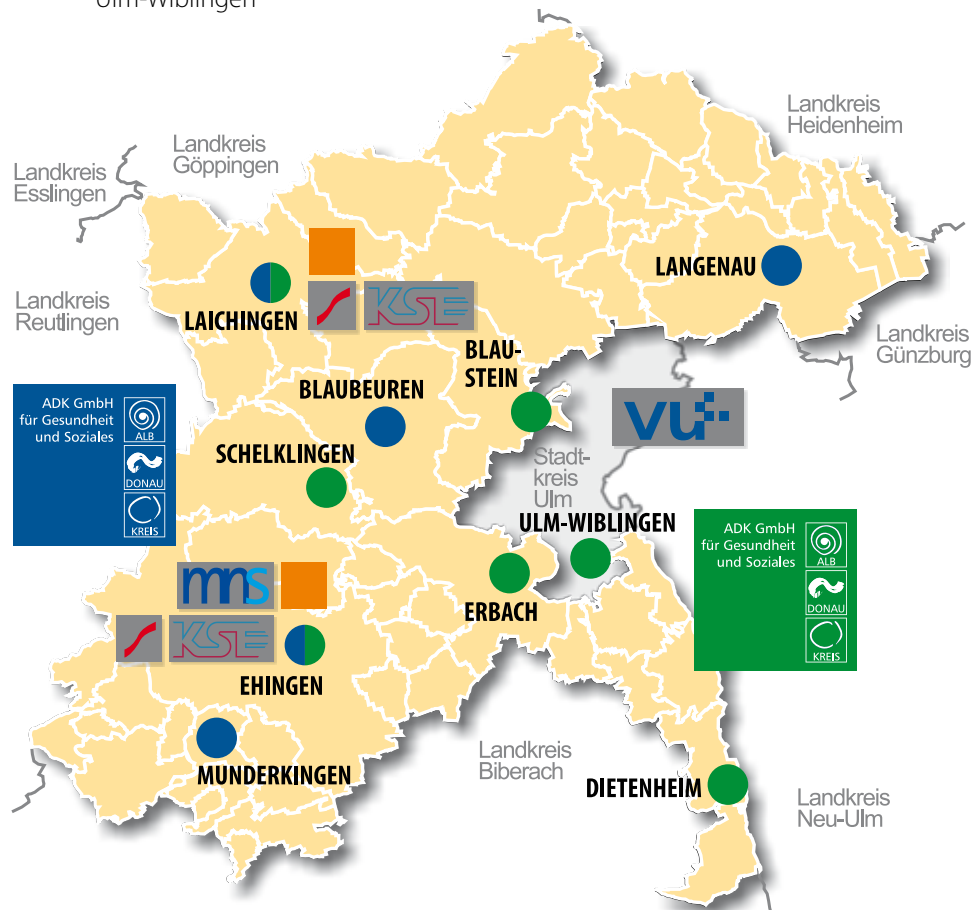 Ulm-Wiblingen
Landkreis
Heidenheim
Landkreis
Göppingen
Landkreis
Esslingen
LANGENAU
Landkreis
Reutlingen
LAICHINGEN
KSE
Landkreis
Günzburg
BLAU-
STEIN
BLAUBEUREN
ADK GmbH
für Gesundheit
und Soziales
ALB
DONAU
KREIS
vu
SCHELKLINGEN
Stadt-
kreis
Ulm
ULM-WIBLINGEN
ADK GmbH
für Gesundheit
und Soziales
ALB
DONAU
KREIS
mns
ERBACH
KSE
EHINGEN
MUNDERKINGEN
Landkreis
Biberach
DIETENHEIM
Landkreis
Neu-Ulm